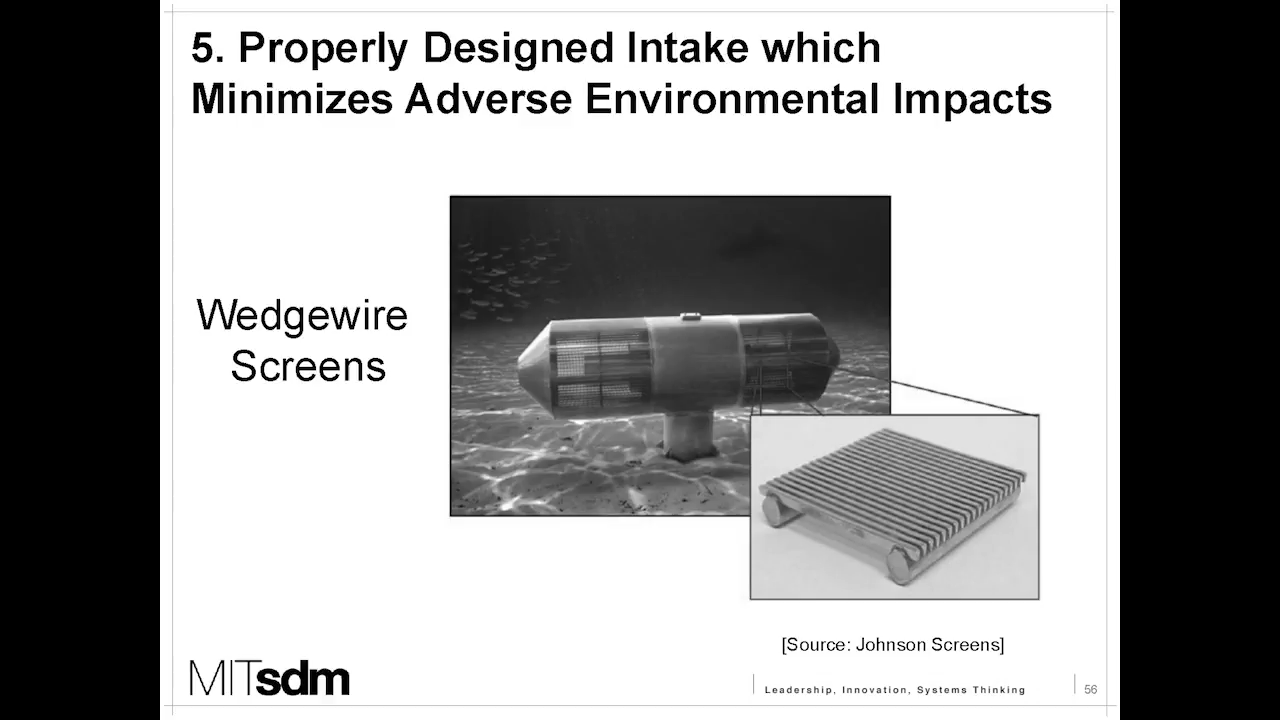 5. Properly Designed Intake which
Minimizes Adverse Environmental Impacts
Wedgewire
Screens
[Source: Johnson Screens]
MITsdm
Leadership, Innovation, Systems Thinking
56